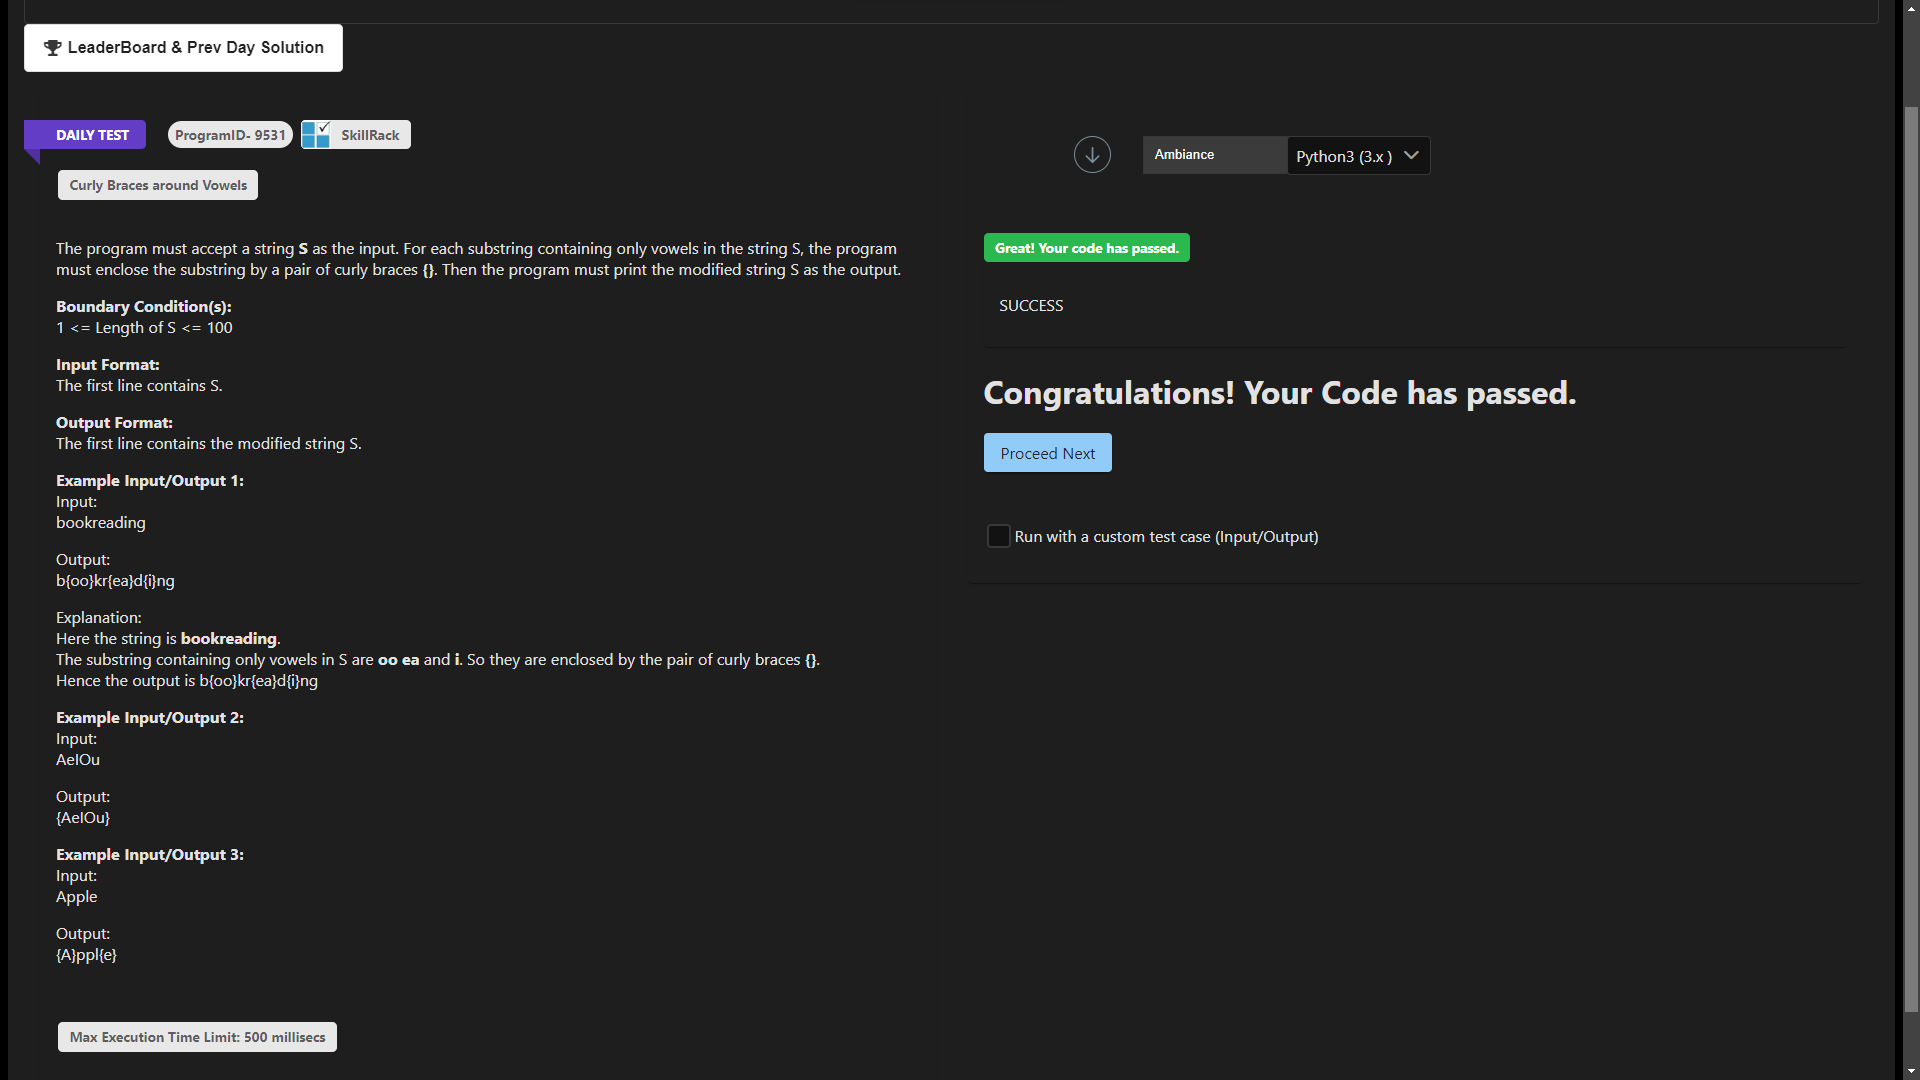 LeaderBoard & Prev Day Solution
DAILY TEST
ProgramID- 9531
SkillRack
Ambiance
Python3 (3.x )
Curly Braces around Vowels
The program must accept a string S as the input. For each substring containing only vowels in the string S, the program
must enclose the substring by a pair of curly braces {}. Then the program must print the modified string S as the output.
Boundary Condition(s):
1 <= Length of S <= 100
Input Format:
The first line contains S.
Output Format:
The first line contains the modified string S.
Example Input/Output 1:
Input:
bookreading
Output:
b{oo}kr{ea}d{i}ng
Explanation:
Here the string is bookreading.
The substring containing only vowels in S are oo ea and i. So they are enclosed by the pair of curly braces {}.
Hence the output is b{oo}kr{ea}d{i}ng
Example Input/Output 2:
Input:
AeIOu
Output:
{AeIOu}
Example Input/Output 3:
Input:
Apple
Output:
{A}ppl{e}
Max Execution Time Limit: 500 millisecs
Great! Your code has passed.
SUCCESS
Congratulations! Your Code has passed.
Proceed Next
Run with a custom test case (Input/Output)